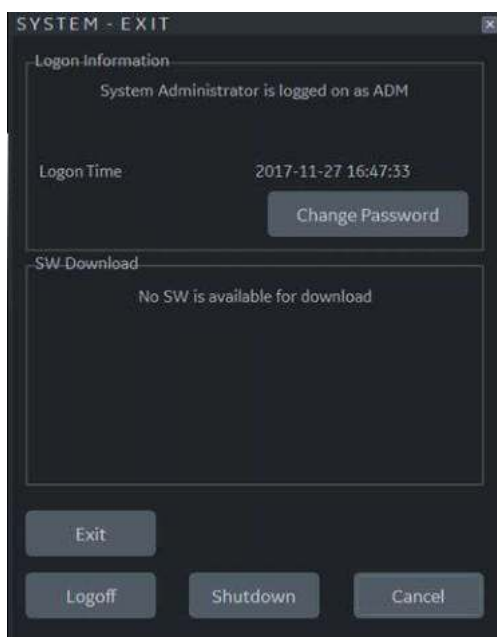 SYSTEM - EXIT
Logon Information
System Administrator is logged on as ADM
Logon Time 2017-11-27 16:47:33
Change Password
SW Download
No SW is available for download
Exit
Logoff Shutdown Cancel